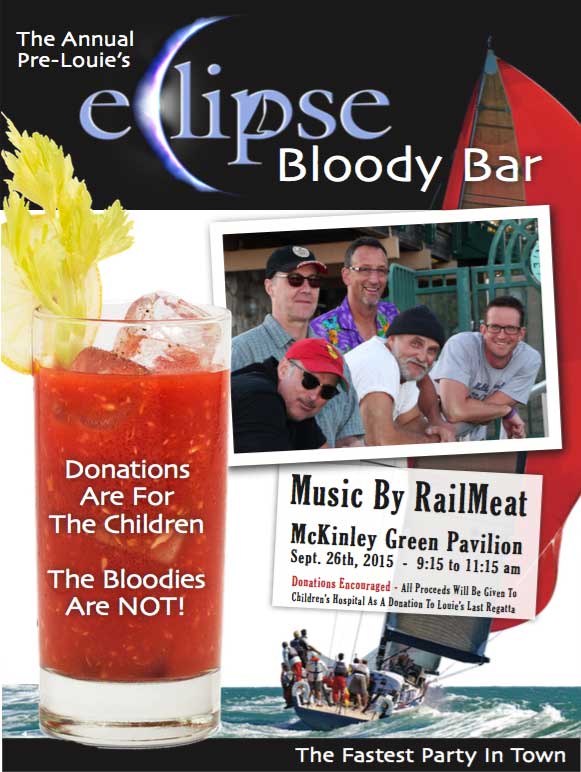 The Annual
Pre-Louie's
eclipse
Bloody Bar
Donations
Are For
The Children
The Bloodies
Are NOT!
Music By RailMeat
McKinley Green Pavilion
Sept. 26th, 2015 - 9:15 to 11:15 am
Donations Encouraged - All Proceeds Will Be Given To
Children's Hospital As A Donation To Louie's Last Regatta
The Fastest Party In Town